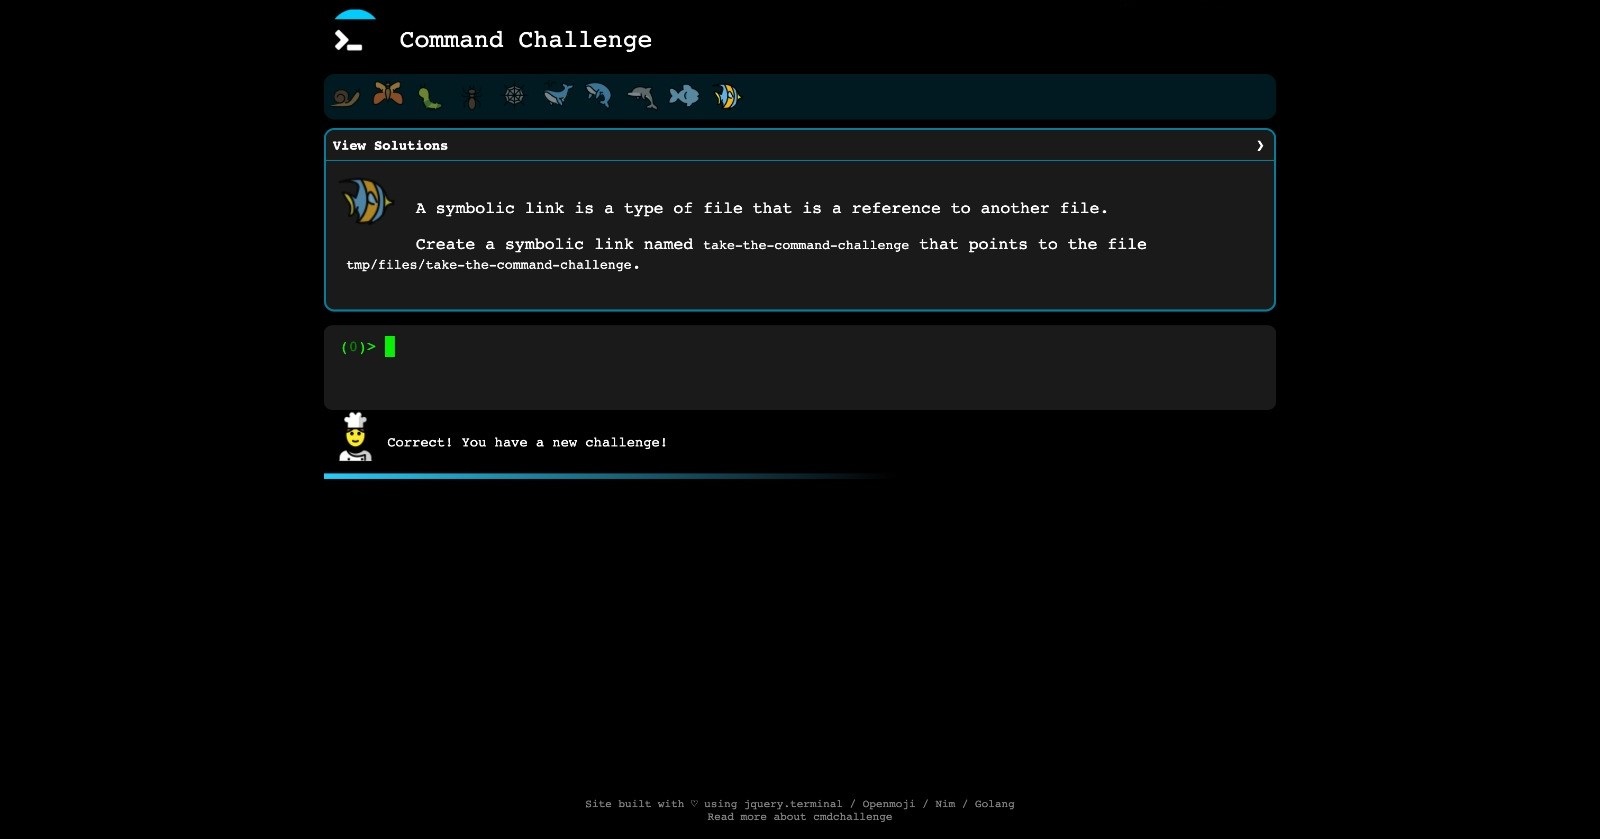 Command Challenge
View Solutions ❯
A symbolic link is a type of file that is a reference to another file.
Create a symbolic link named take-the-command-challenge that points to the file
tmp/files/take-the-command-challenge.
(0)>
Correct! You have a new challenge!
Site built with ♡ using jquery.terminal / Openmoji / Nim / Golang
Read more about cmdchallenge